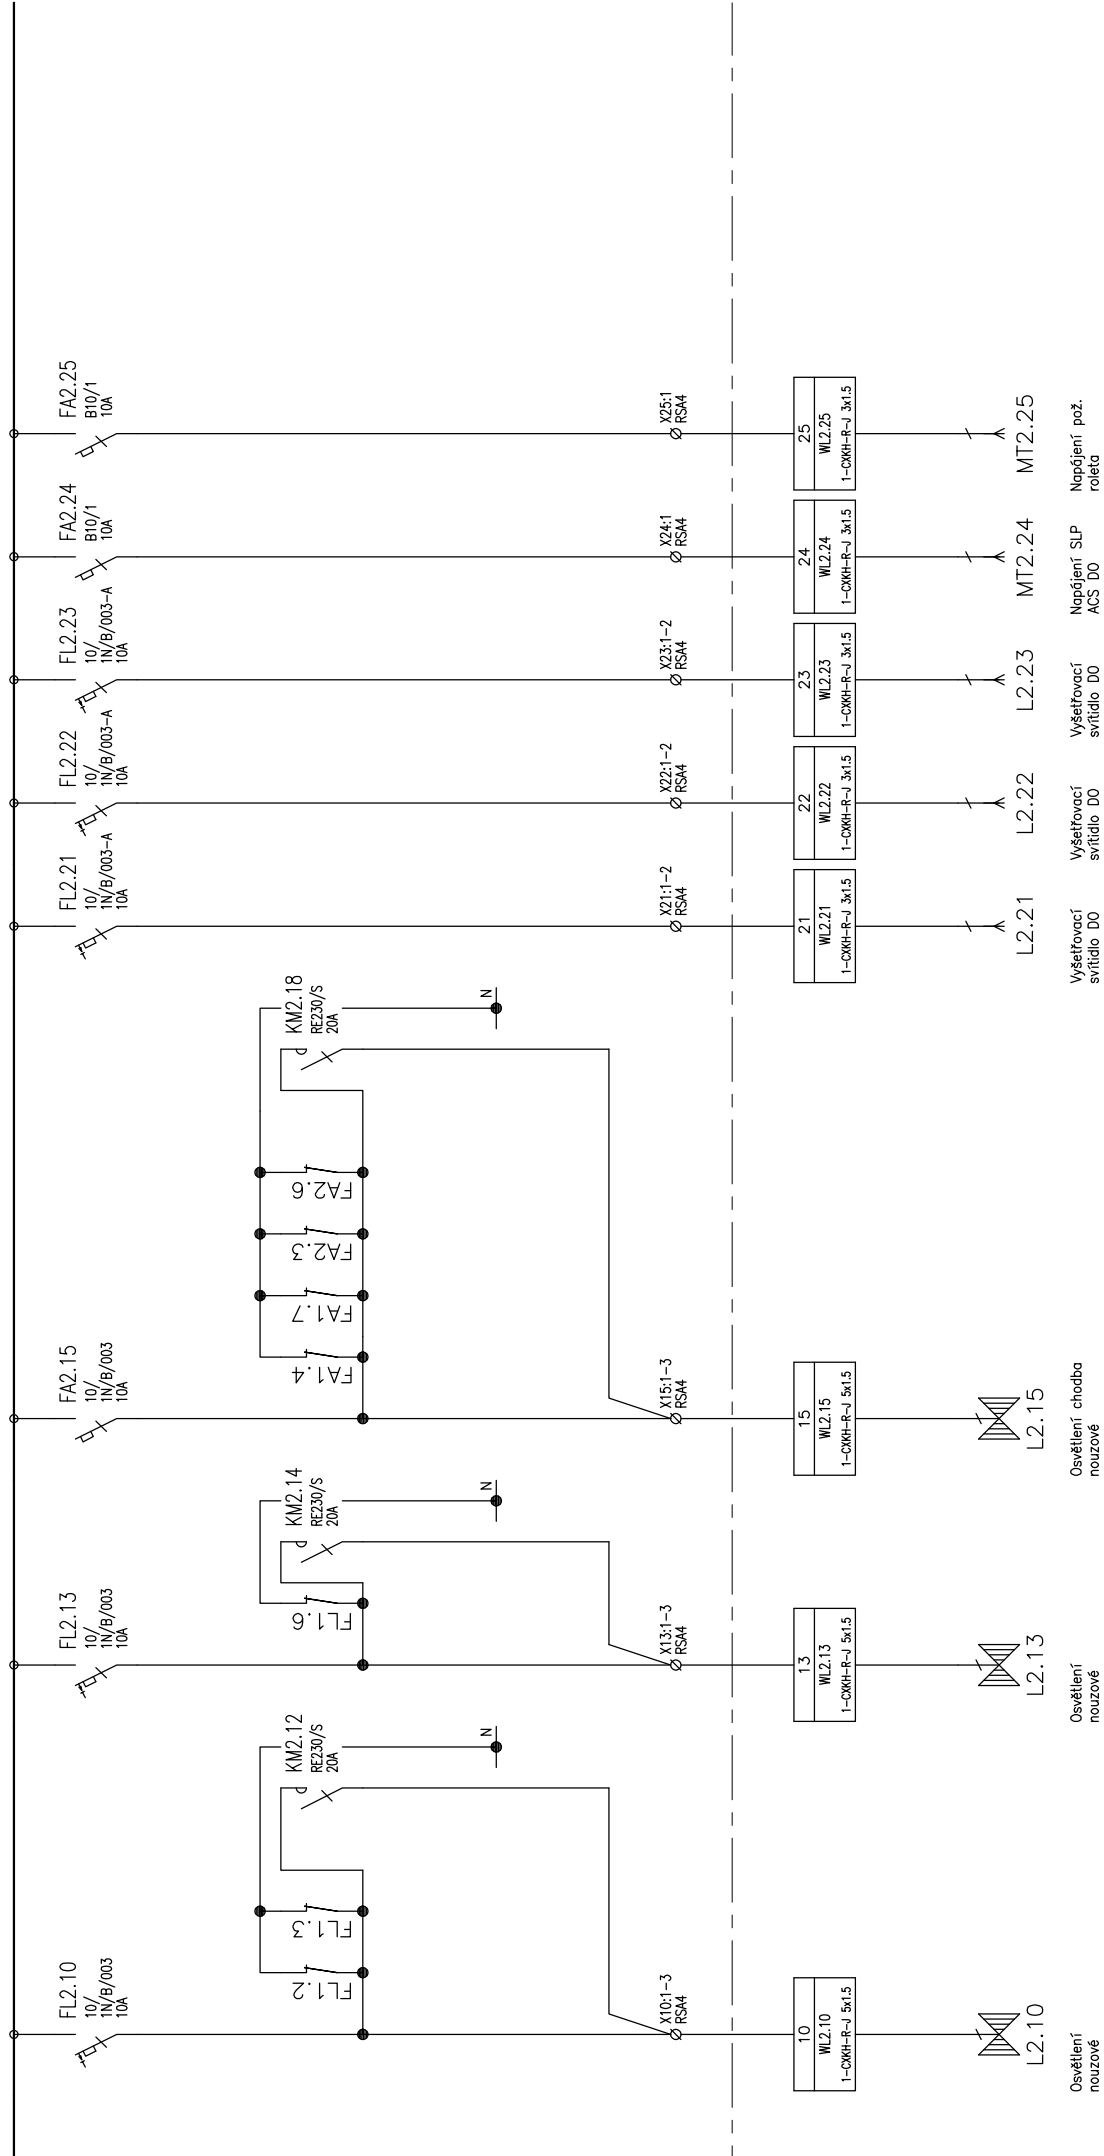 FL2.10
10/
1N/B/003
10A
FL1.2
FL1.3
KM2.12
RE230/S
20A
N
X10:1-3
RSA4
10
WL2.10
1-CXKH-R-J 5x1.5
L2.10
Osvětlení
nouzové
FL2.13
10/
1N/B/003
10A
FL1.6
KM2.14
RE230/S
20A
N
X13:1-3
RSA4
13
WL2.13
1-CXKH-R-J 5x1.5
L2.13
Osvětlení
nouzové
FA2.15
10/
1N/B/003
10A
FA1.4
FA1.7
FA2.3
FA2.6
KM2.18
RE230/S
20A
N
X15:1-3
RSA4
15
WL2.15
1-CXKH-R-J 5x1.5
L2.15
Osvětlení chodba
nouzové
FL2.21
10/
1N/B/003-A
10A
X21:1-2
RSA4
21
WL2.21
1-CXKH-R-J 3x1.5
L2.21
Vyšetřovací
svítidlo DO
FL2.22
10/
1N/B/003-A
10A
X22:1-2
RSA4
22
WL2.22
1-CXKH-R-J 3x1.5
L2.22
Vyšetřovací
svítidlo DO
FL2.23
10/
1N/B/003-A
10A
X23:1-2
RSA4
23
WL2.23
1-CXKH-R-J 3x1.5
L2.23
Vyšetřovací
svítidlo DO
FA2.24
B10/1
10A
X24:1
RSA4
24
WL2.24
1-CXKH-R-J 3x1.5
MT2.24
Napájení SLP
ACS DO
FA2.25
B10/1
10A
X25:1
RSA4
25
WL2.25
1-CXKH-R-J 3x1.5
MT2.25
Napájení pož.
roleta